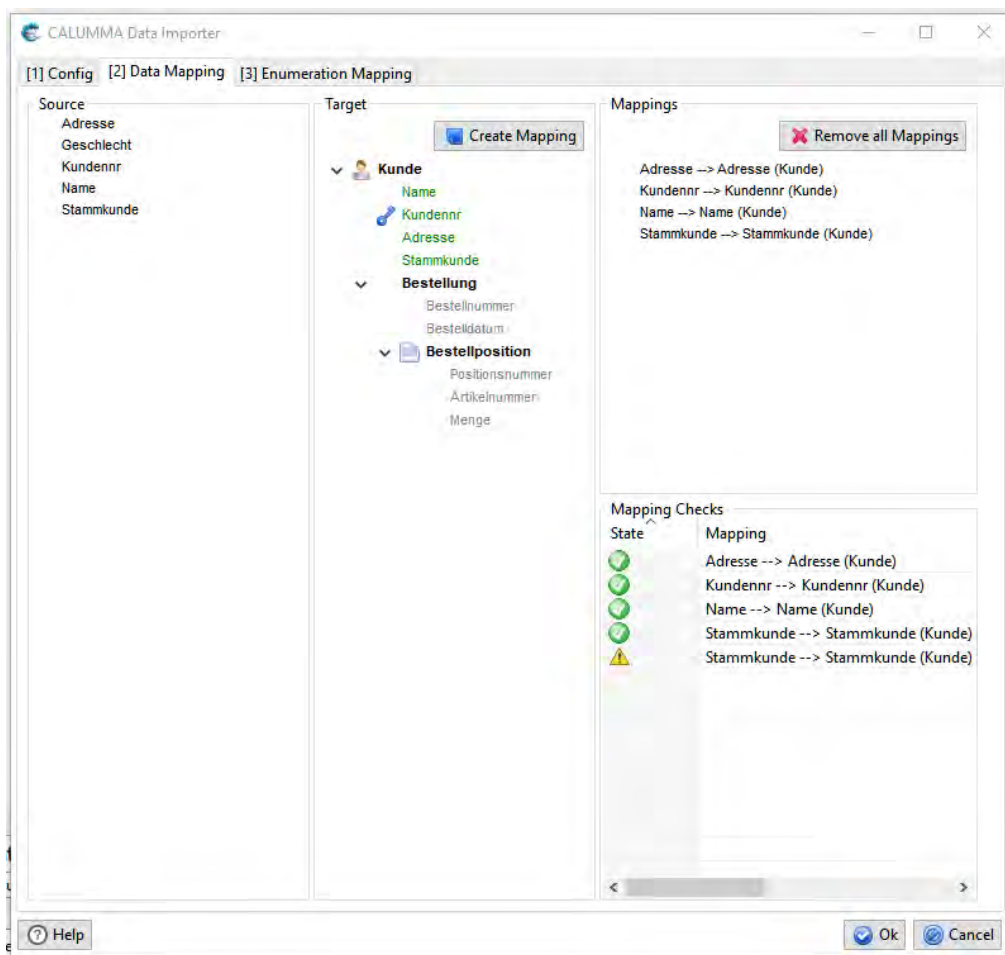 CALUMMA Data Importer
[1] Config [2] Data Mapping [3] Enumeration Mapping
Source
Adresse
Geschlecht
Kundennr
Name
Stammkunde
Target
Create Mapping
Kunde
Name
Kundennr
Adresse
Stammkunde
Bestellung
Bestellnummer
Bestelldatum
Bestellposition
Positionsnummer
Artikelnummer
Menge
Mappings
Remove all Mappings
Adresse --> Adresse (Kunde)
Kundennr --> Kundennr (Kunde)
Name --> Name (Kunde)
Stammkunde --> Stammkunde (Kunde)
Mapping Checks
State Mapping
Adresse --> Adresse (Kunde)
Kundennr --> Kundennr (Kunde)
Name --> Name (Kunde)
Stammkunde --> Stammkunde (Kunde)
Stammkunde --> Stammkunde (Kunde)
Help
Ok
Cancel